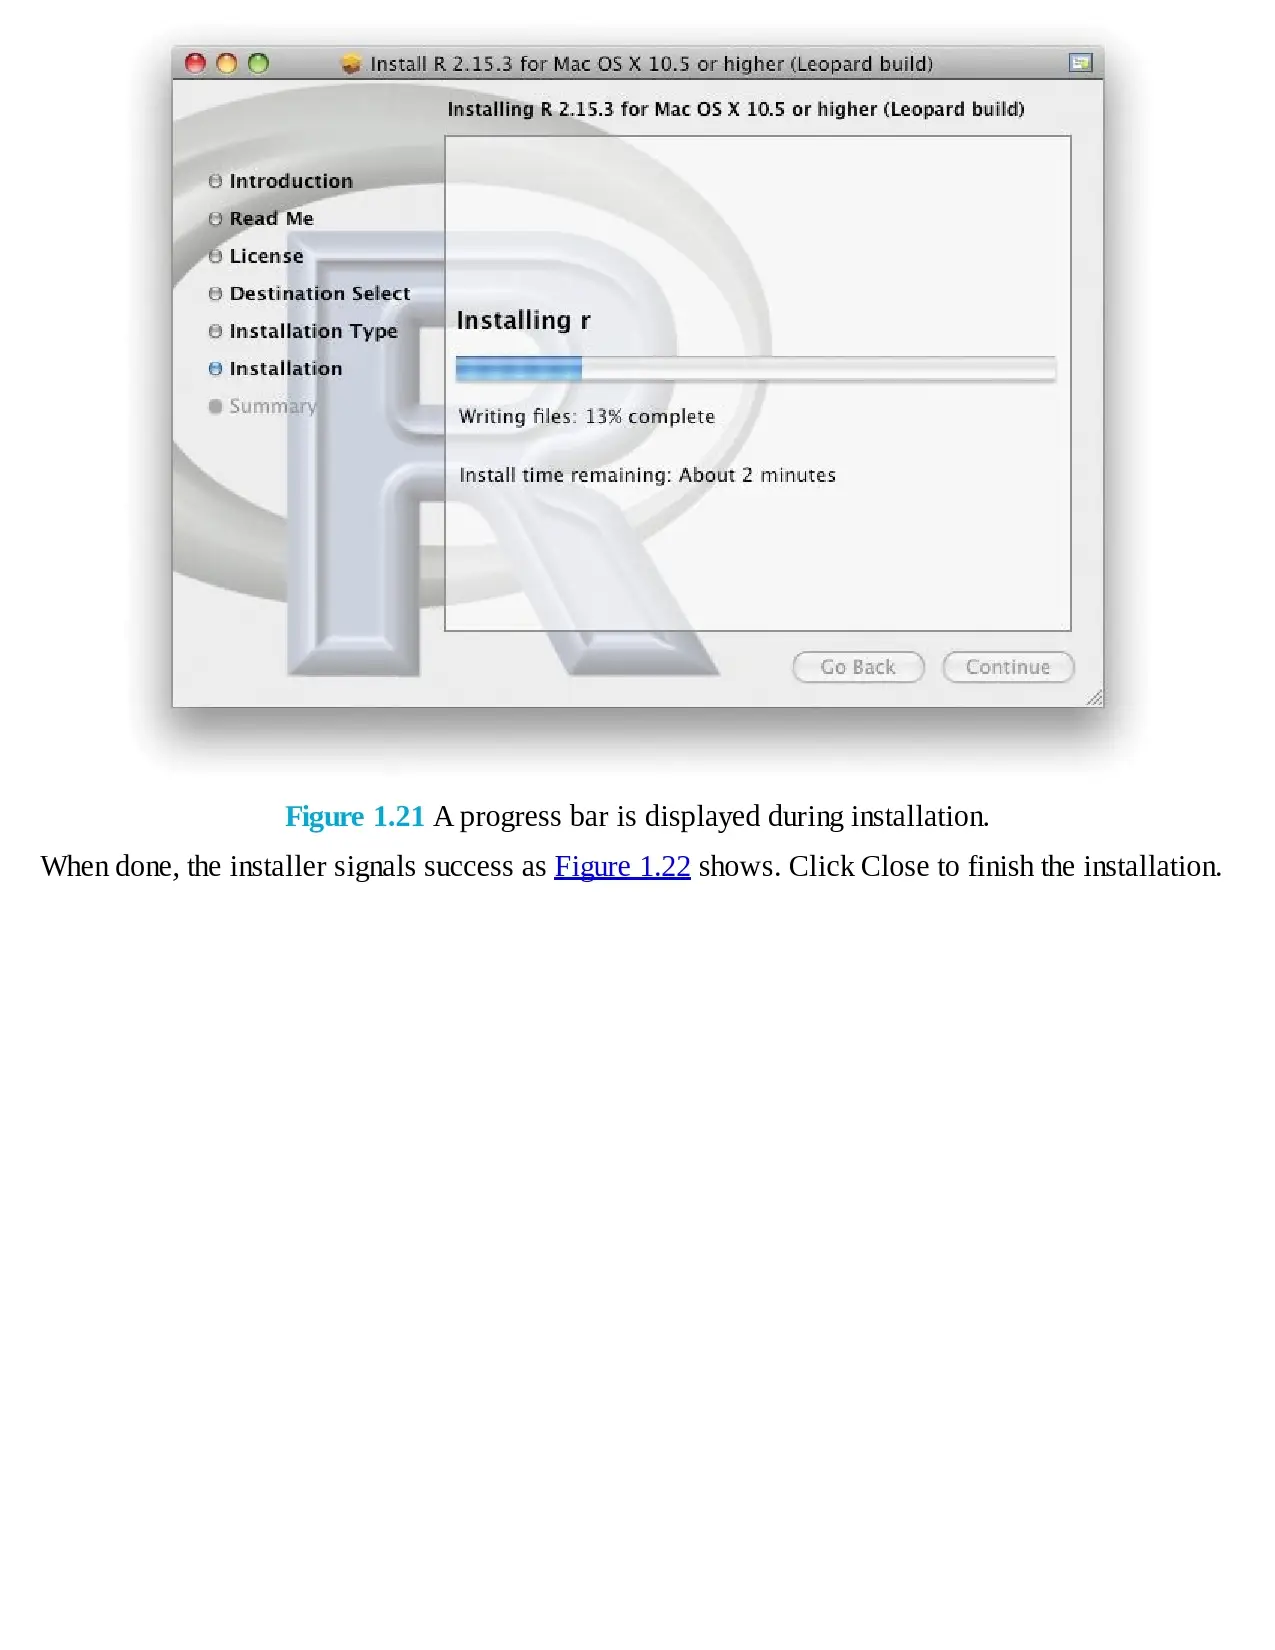 Install R 2.15.3 for Mac OS X 10.5 or higher (Leopard build)
Installing R 2.15.3 for Mac OS X 10.5 or higher (Leopard build)
Introduction
Read Me
License
Destination Select
Installation Type
Installation
Summary
Installing r
Writing files: 13% complete
Install time remaining: About 2 minutes
Go Back Continue
Figure 1.21 A progress bar is displayed during installation.
When done, the installer signals success as Figure 1.22 shows. Click Close to finish the installation.